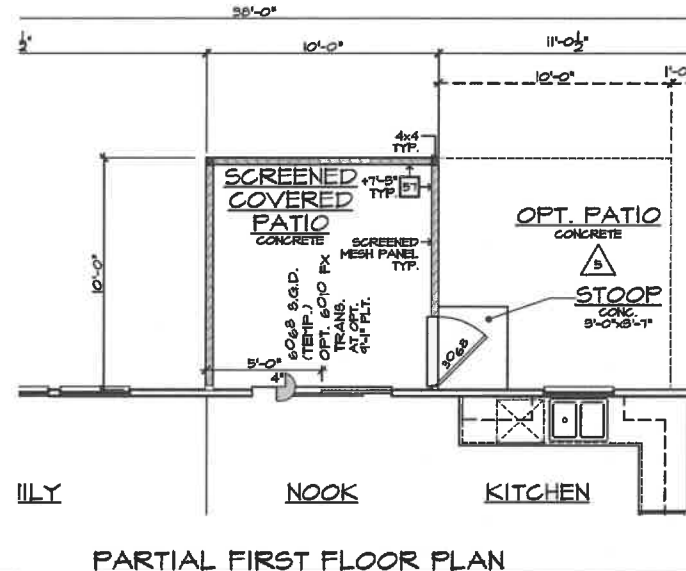 38'-0"
½"
10'-0"
11'-0½"
10'-0"
1'-0
4x4
TYP.
SCREENED
COVERED
PATIO
CONCRETE
+7'-8"
TYP.
57
OPT. PATIO
CONCRETE
5
SCREENED
MESH PANEL
TYP.
10'-0"
STOOP
CONC.
3'-0"x3'-7"
6068 S.G.D.
(TEMP.)
OPT. 6010 FX
TRANS.
AT OPT.
9'-1" PLT.
3068
5'-0"
4"
IILY
NOOK
KITCHEN
PARTIAL FIRST FLOOR PLAN